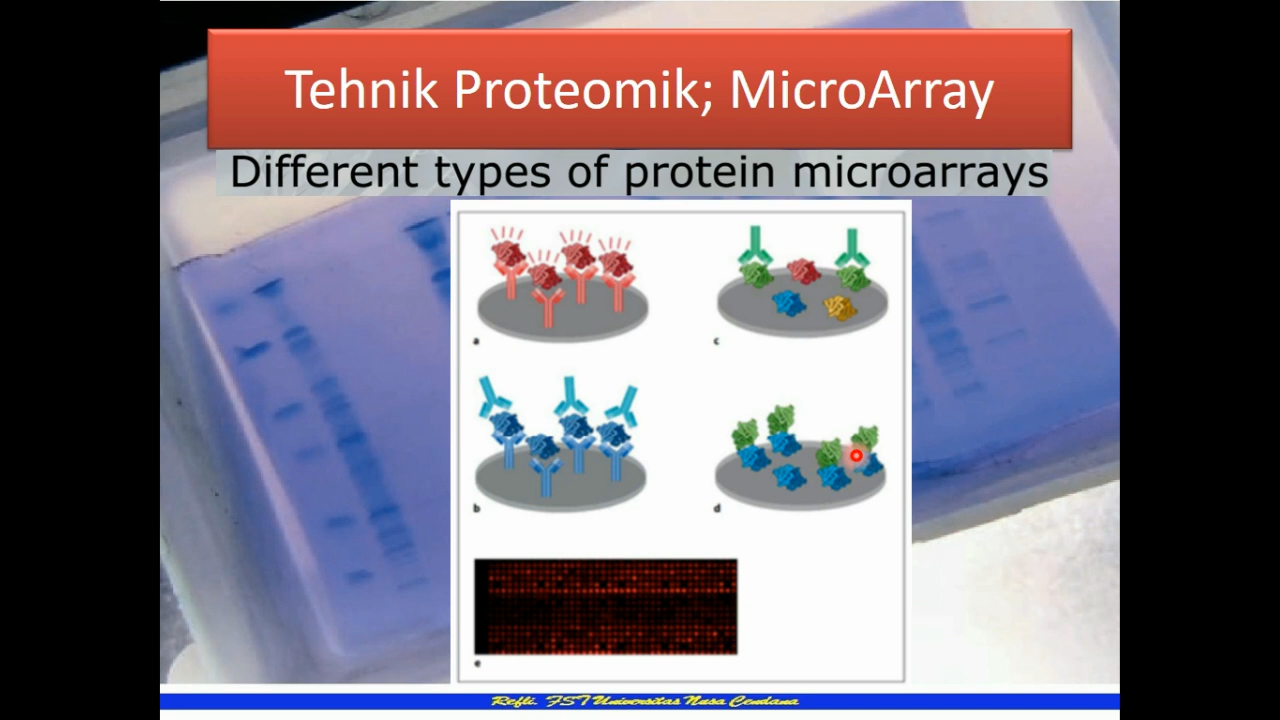 Tehnik Proteomik; MicroArray
Different types of protein microarrays
a
c
b
d
e
Refli. FST Universitas Nusa Cendana